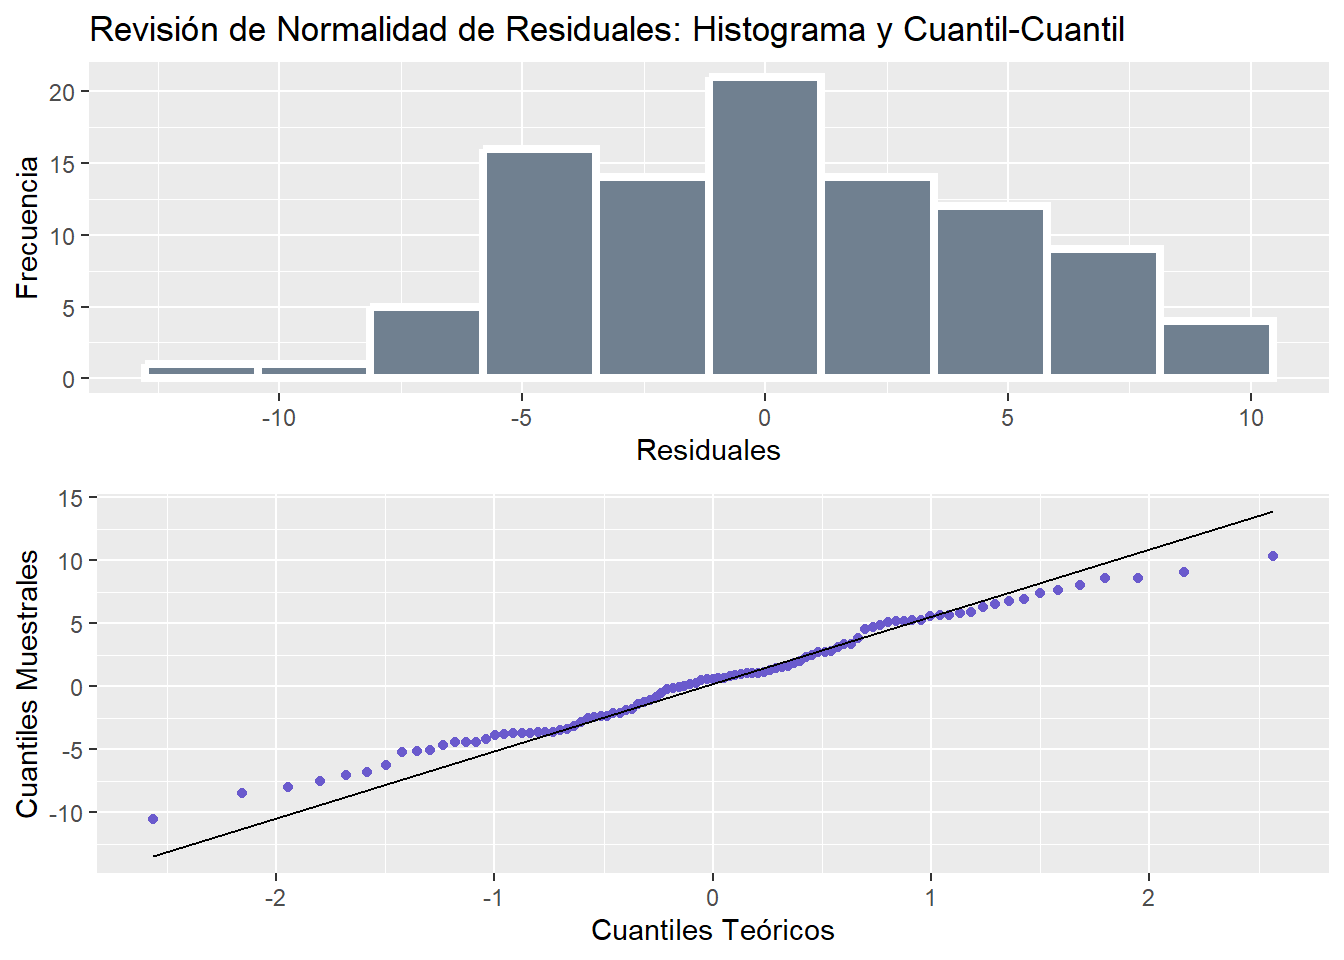 Revisión de Normalidad de Residuales: Histograma y Cuantil-Cuantil
20
15
10
5
0
Frecuencia
-10 -5 0 5 10
Residuales
15
10
5
0
-5
-10
Cuantiles Muestrales
-2 -1 0 1 2
Cuantiles Teóricos